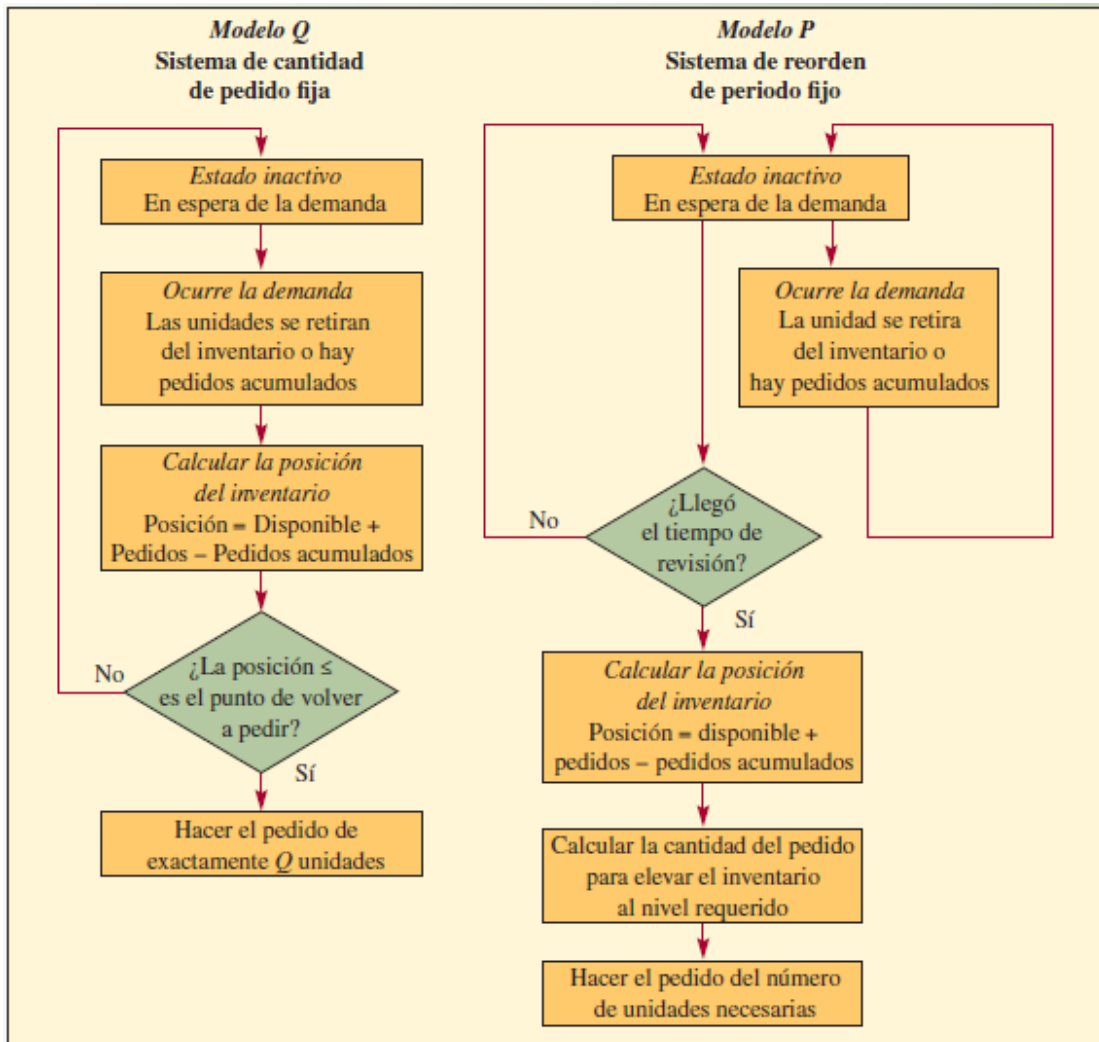 Modelo Q
Sistema de cantidad
de pedido fija
Estado inactivo
En espera de la demanda
Ocurre la demanda
Las unidades se retiran
del inventario o hay
pedidos acumulados
Calcular la posición
del inventario
Posición = Disponible +
Pedidos – Pedidos acumulados
¿La posición ≤
es el punto de volver
a pedir?
No
Sí
Hacer el pedido de
exactamente Q unidades
Modelo P
Sistema de reorden
de periodo fijo
Estado inactivo
En espera de la demanda
Ocurre la demanda
La unidad se retira
del inventario o
hay pedidos acumulados
¿Llegó
el tiempo de
revisión?
No
Sí
Calcular la posición
del inventario
Posición = disponible +
pedidos – pedidos acumulados
Calcular la cantidad del pedido
para elevar el inventario
al nivel requerido
Hacer el pedido del número
de unidades necesarias